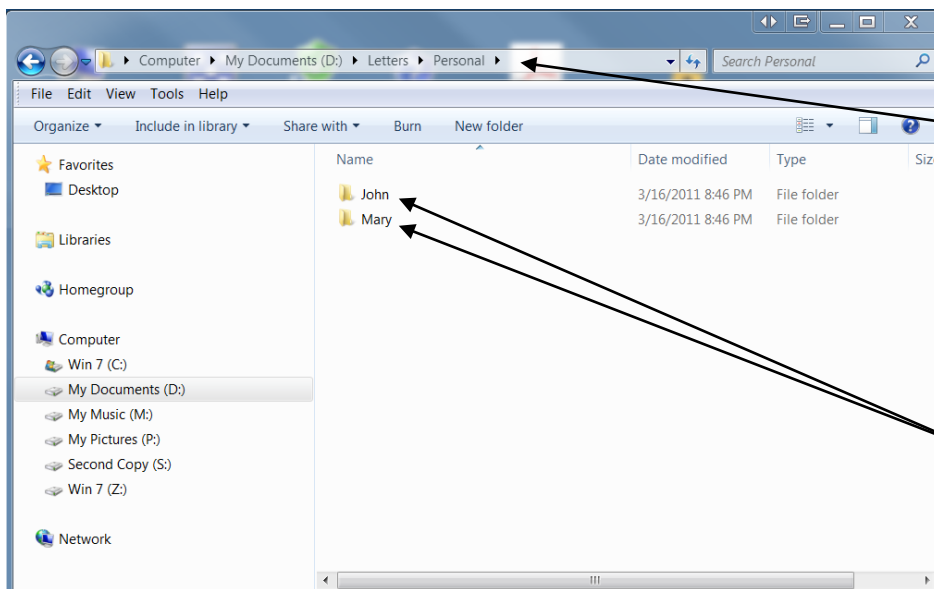 Computer My Documents (D:) Letters Personal Search Personal
File Edit View Tools Help
Organize Include in library Share with Burn New folder
Name Date modified Type Siz
Favorites
Desktop
Libraries
Homegroup
Computer
Win 7 (C:)
My Documents (D:)
My Music (M:)
My Pictures (P:)
Second Copy (S:)
Win 7 (Z:)
Network
John 3/16/2011 8:46 PM File folder
Mary 3/16/2011 8:46 PM File folder